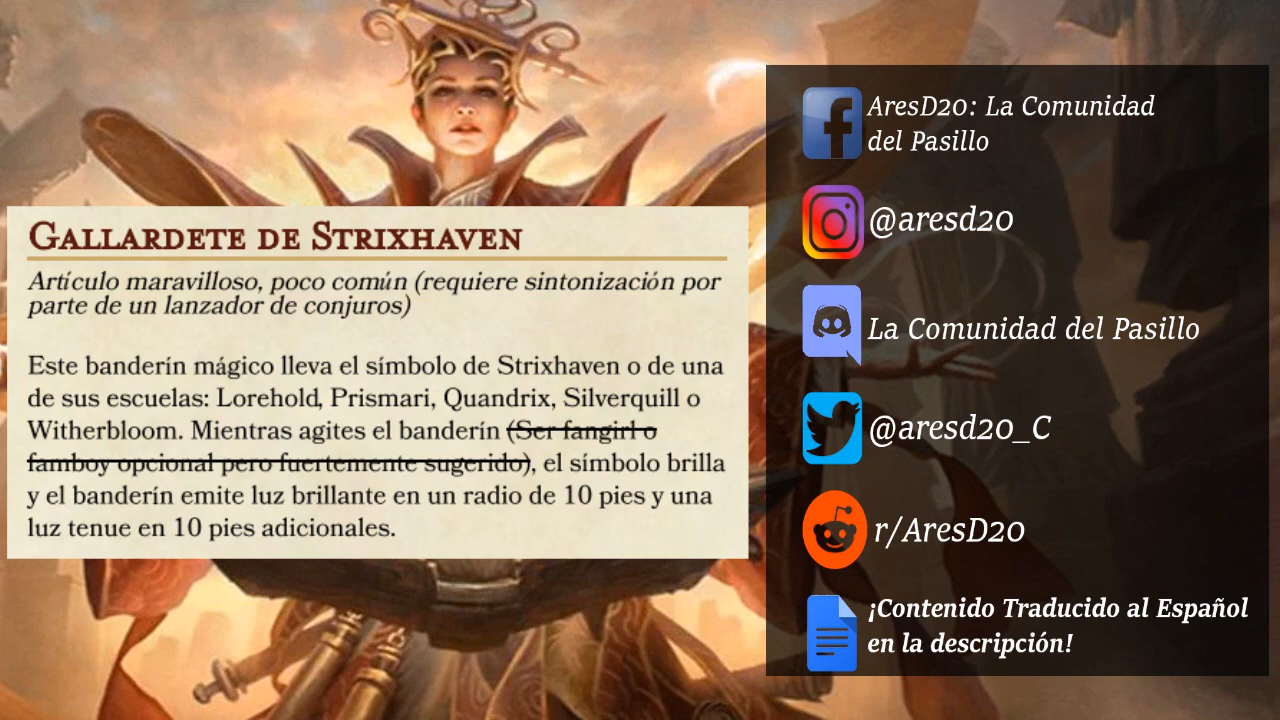 Gallardete de Strixhaven
Artículo maravilloso, poco común (requiere sintonización por
parte de un lanzador de conjuros)
Este banderín mágico lleva el símbolo de Strixhaven o de una
de sus escuelas: Lorehold, Prismari, Quandrix, Silverquill o
Witherbloom. Mientras agites el banderín (Ser fangirl o
famboy opcional pero fuertemente sugerido), el símbolo brilla
y el banderín emite luz brillante en un radio de 10 pies y una
luz tenue en 10 pies adicionales.
AresD20: La Comunidad
del Pasillo
@aresd20
La Comunidad del Pasillo
@aresd20_C
r/AresD20
¡Contenido Traducido al Español
en la descripción!